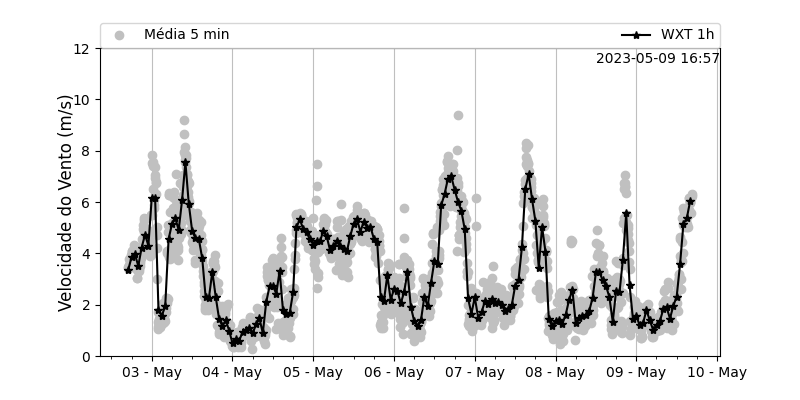 Média 5 min
WXT 1h
2023-05-09 16:57
Velocidade do Vento (m/s)
12
10
8
6
4
2
0
03 - May 04 - May 05 - May 06 - May 07 - May 08 - May 09 - May 10 - May